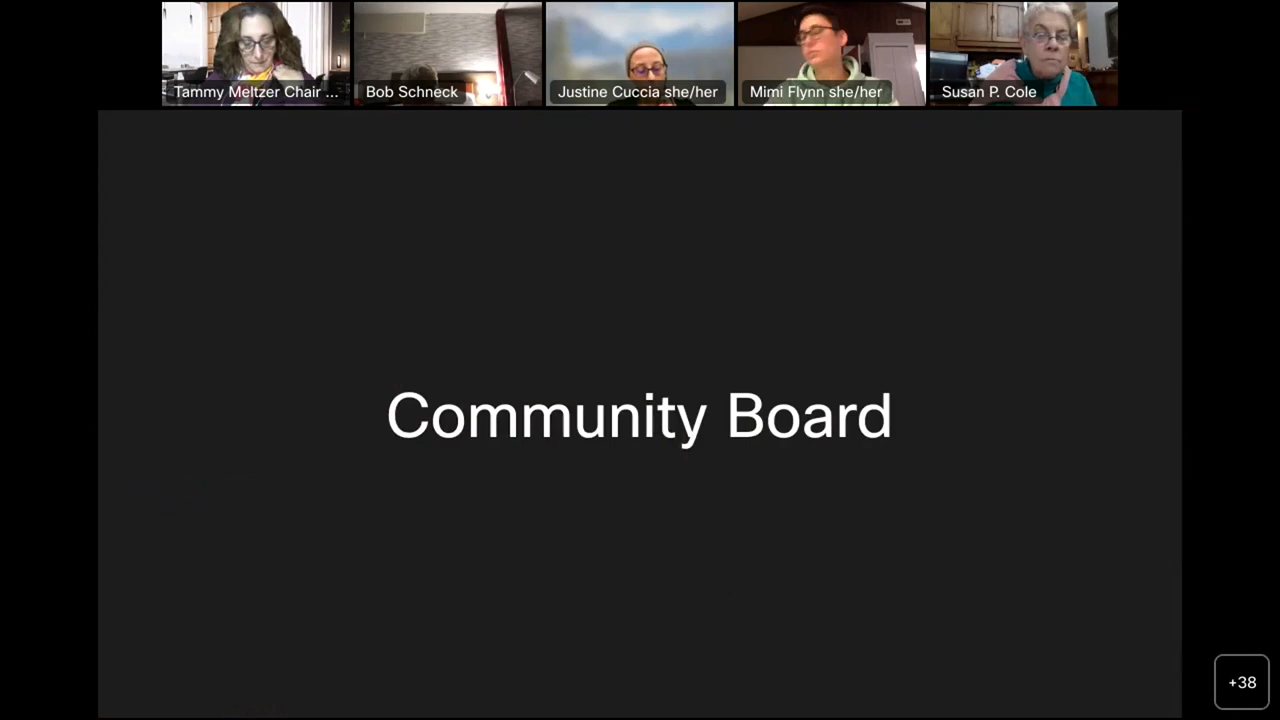 Tammy Meltzer Chair ...
Bob Schneck
Justine Cuccia she/her
Mimi Flynn she/her
Susan P. Cole
Community Board
+38